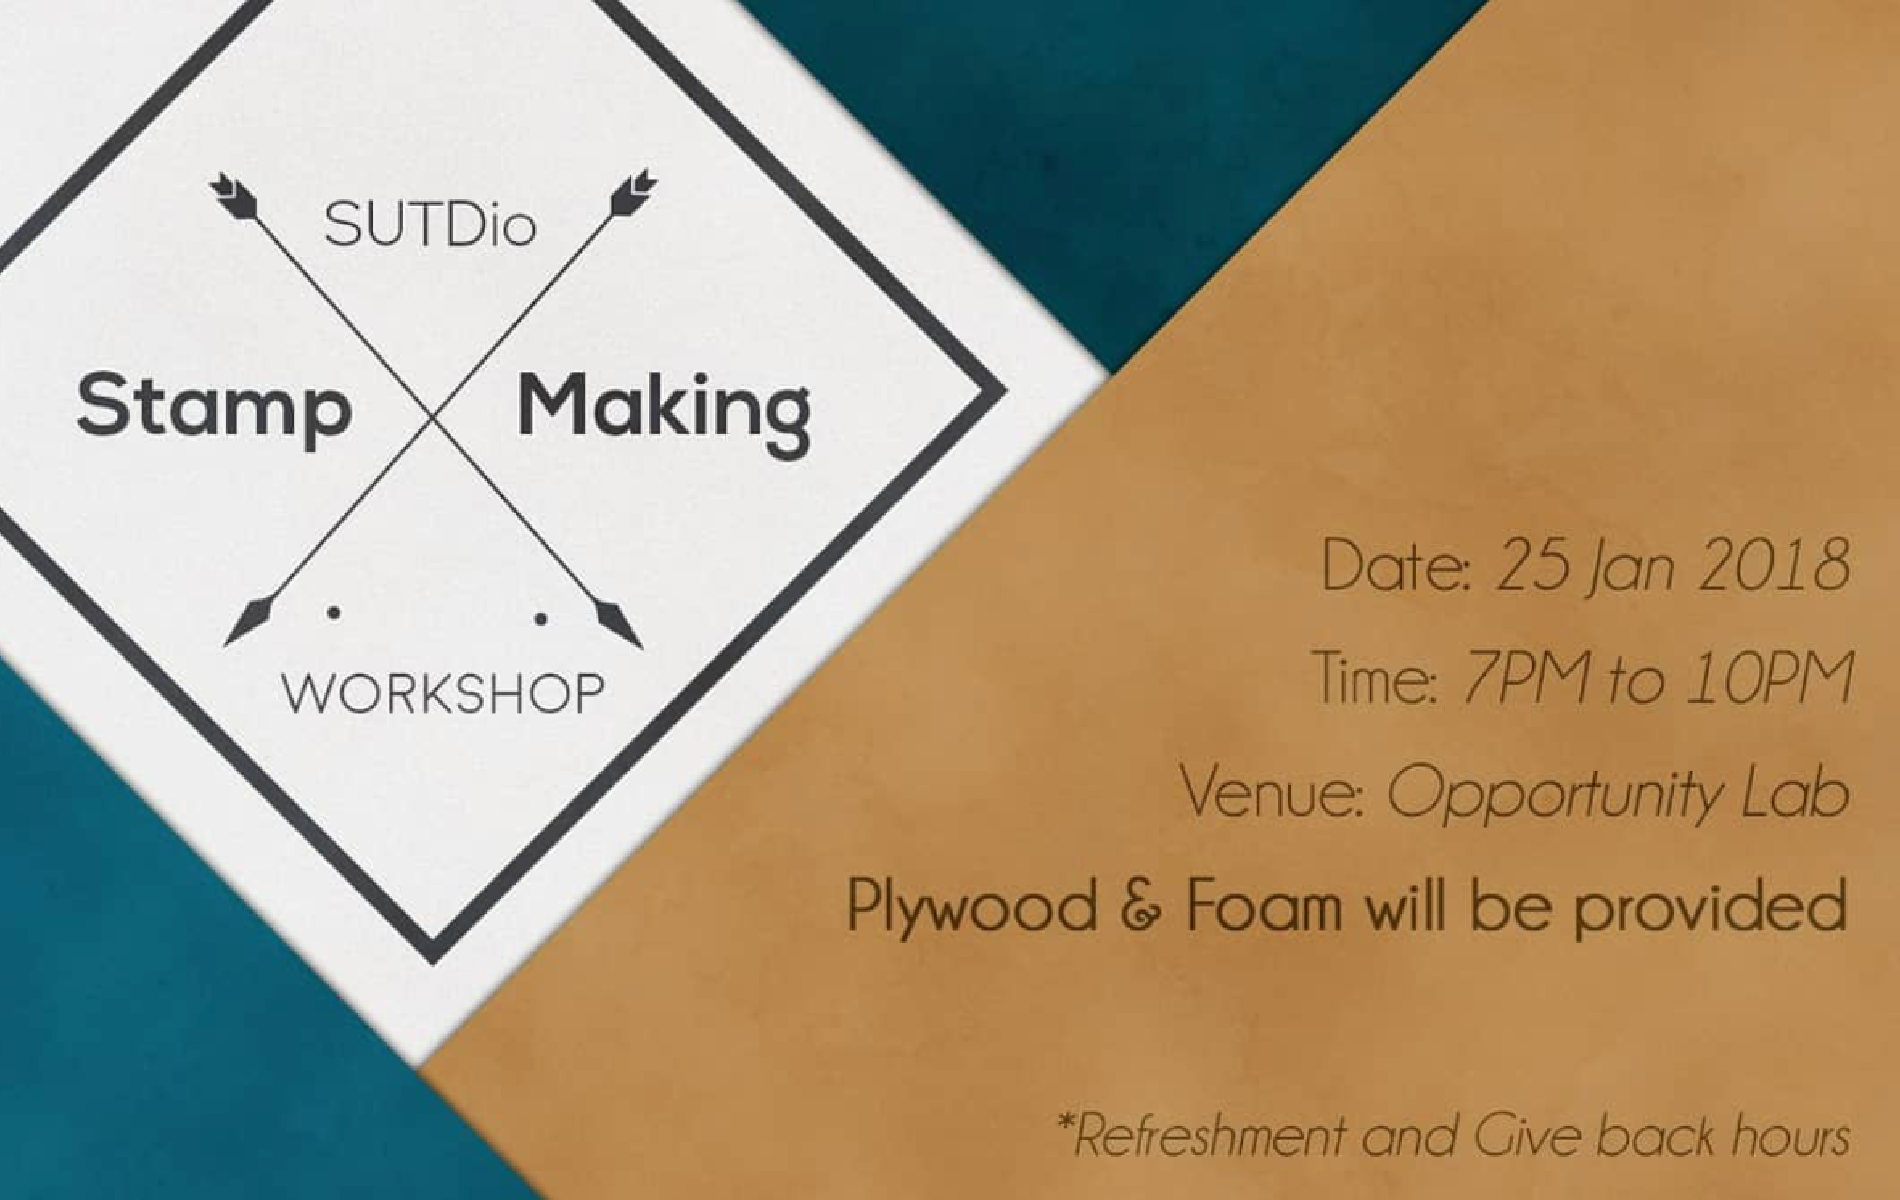 SUTDio
Stamp Making
WORKSHOP
Date: 25 Jan 2018
Time: 7PM to 10PM
Venue: Opportunity Lab
Plywood & Foam will be provided
*Refreshment and Give back hours